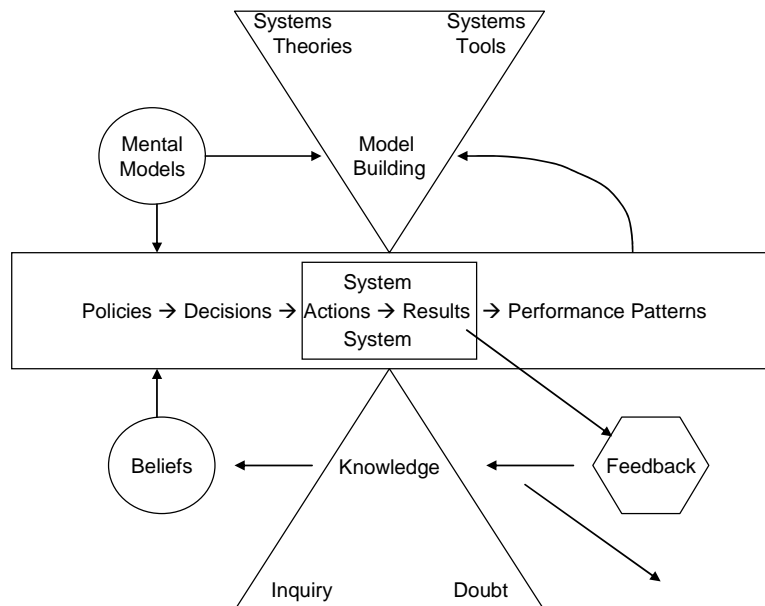 Systems Systems
Theories Tools
Mental
Models
Model
Building
System
Policies → Decisions → Actions → Results → Performance Patterns
System
Beliefs
Knowledge
Feedback
Inquiry Doubt